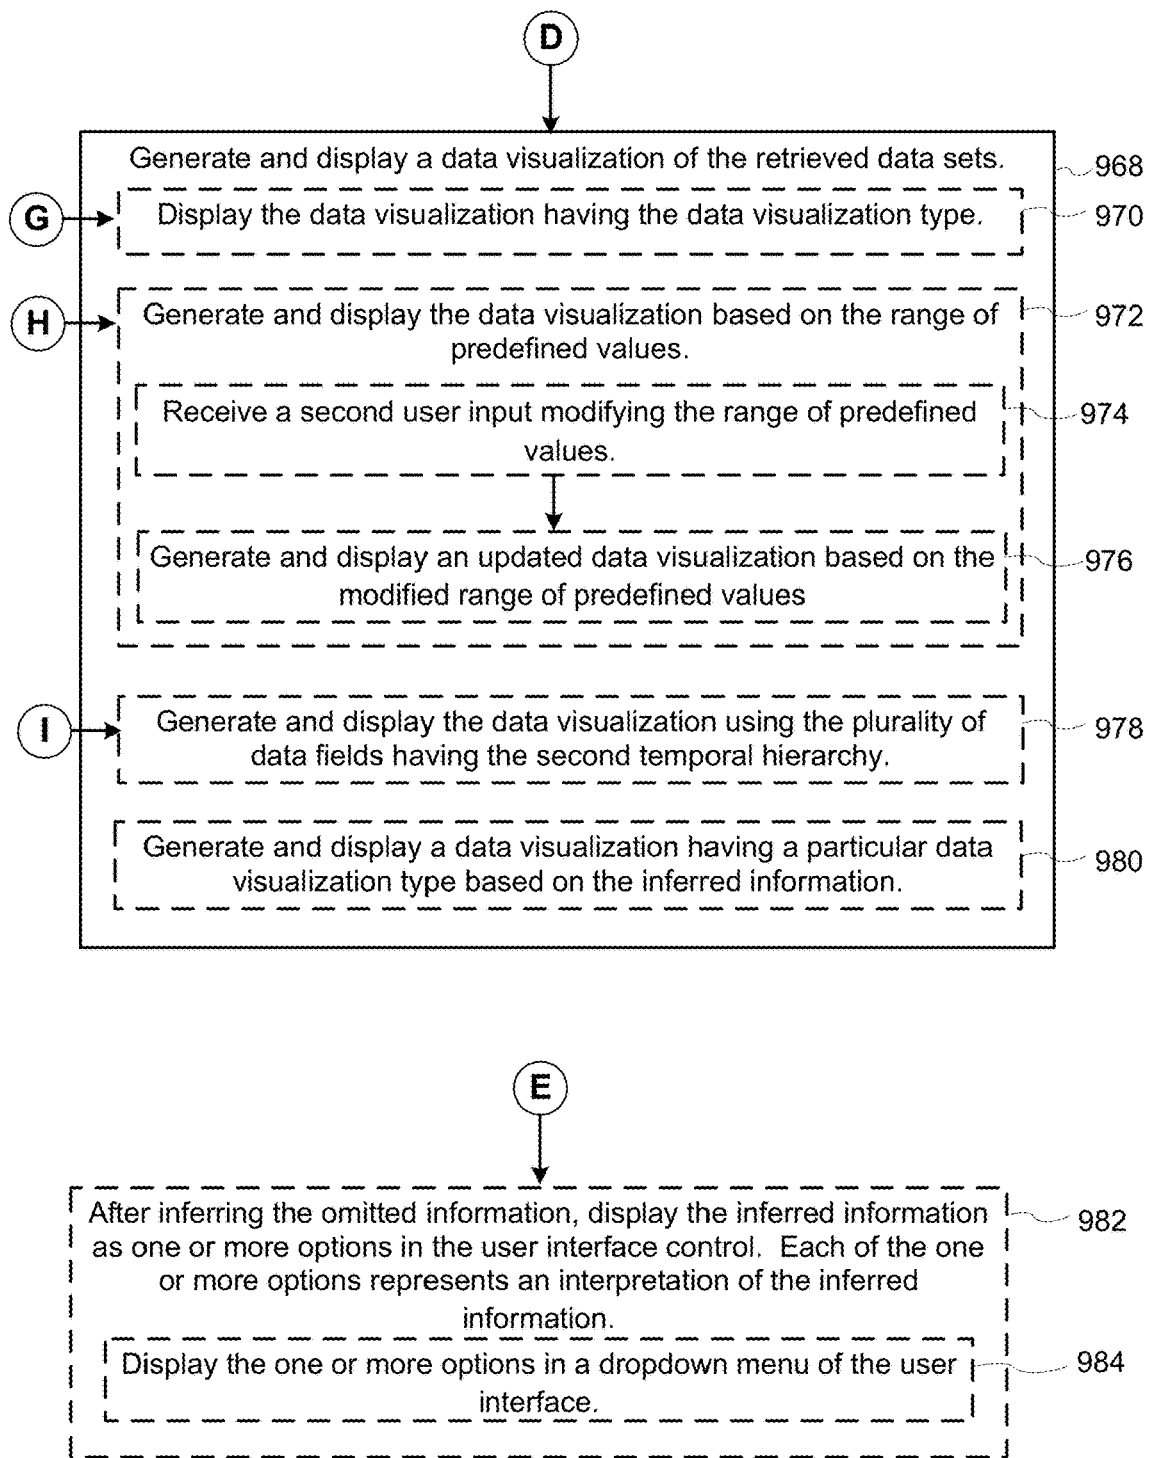 D
Generate and display a data visualization of the retrieved data sets.
968
G
Display the data visualization having the data visualization type.
970
H
Generate and display the data visualization based on the range of
predefined values.
972
Receive a second user input modifying the range of predefined
values.
974
Generate and display an updated data visualization based on the
modified range of predefined values
976
I
Generate and display the data visualization using the plurality of
data fields having the second temporal hierarchy.
978
Generate and display a data visualization having a particular data
visualization type based on the inferred information.
980
E
After inferring the omitted information, display the inferred information
as one or more options in the user interface control.  Each of the one
or more options represents an interpretation of the inferred
information.
982
Display the one or more options in a dropdown menu of the user
interface.
984